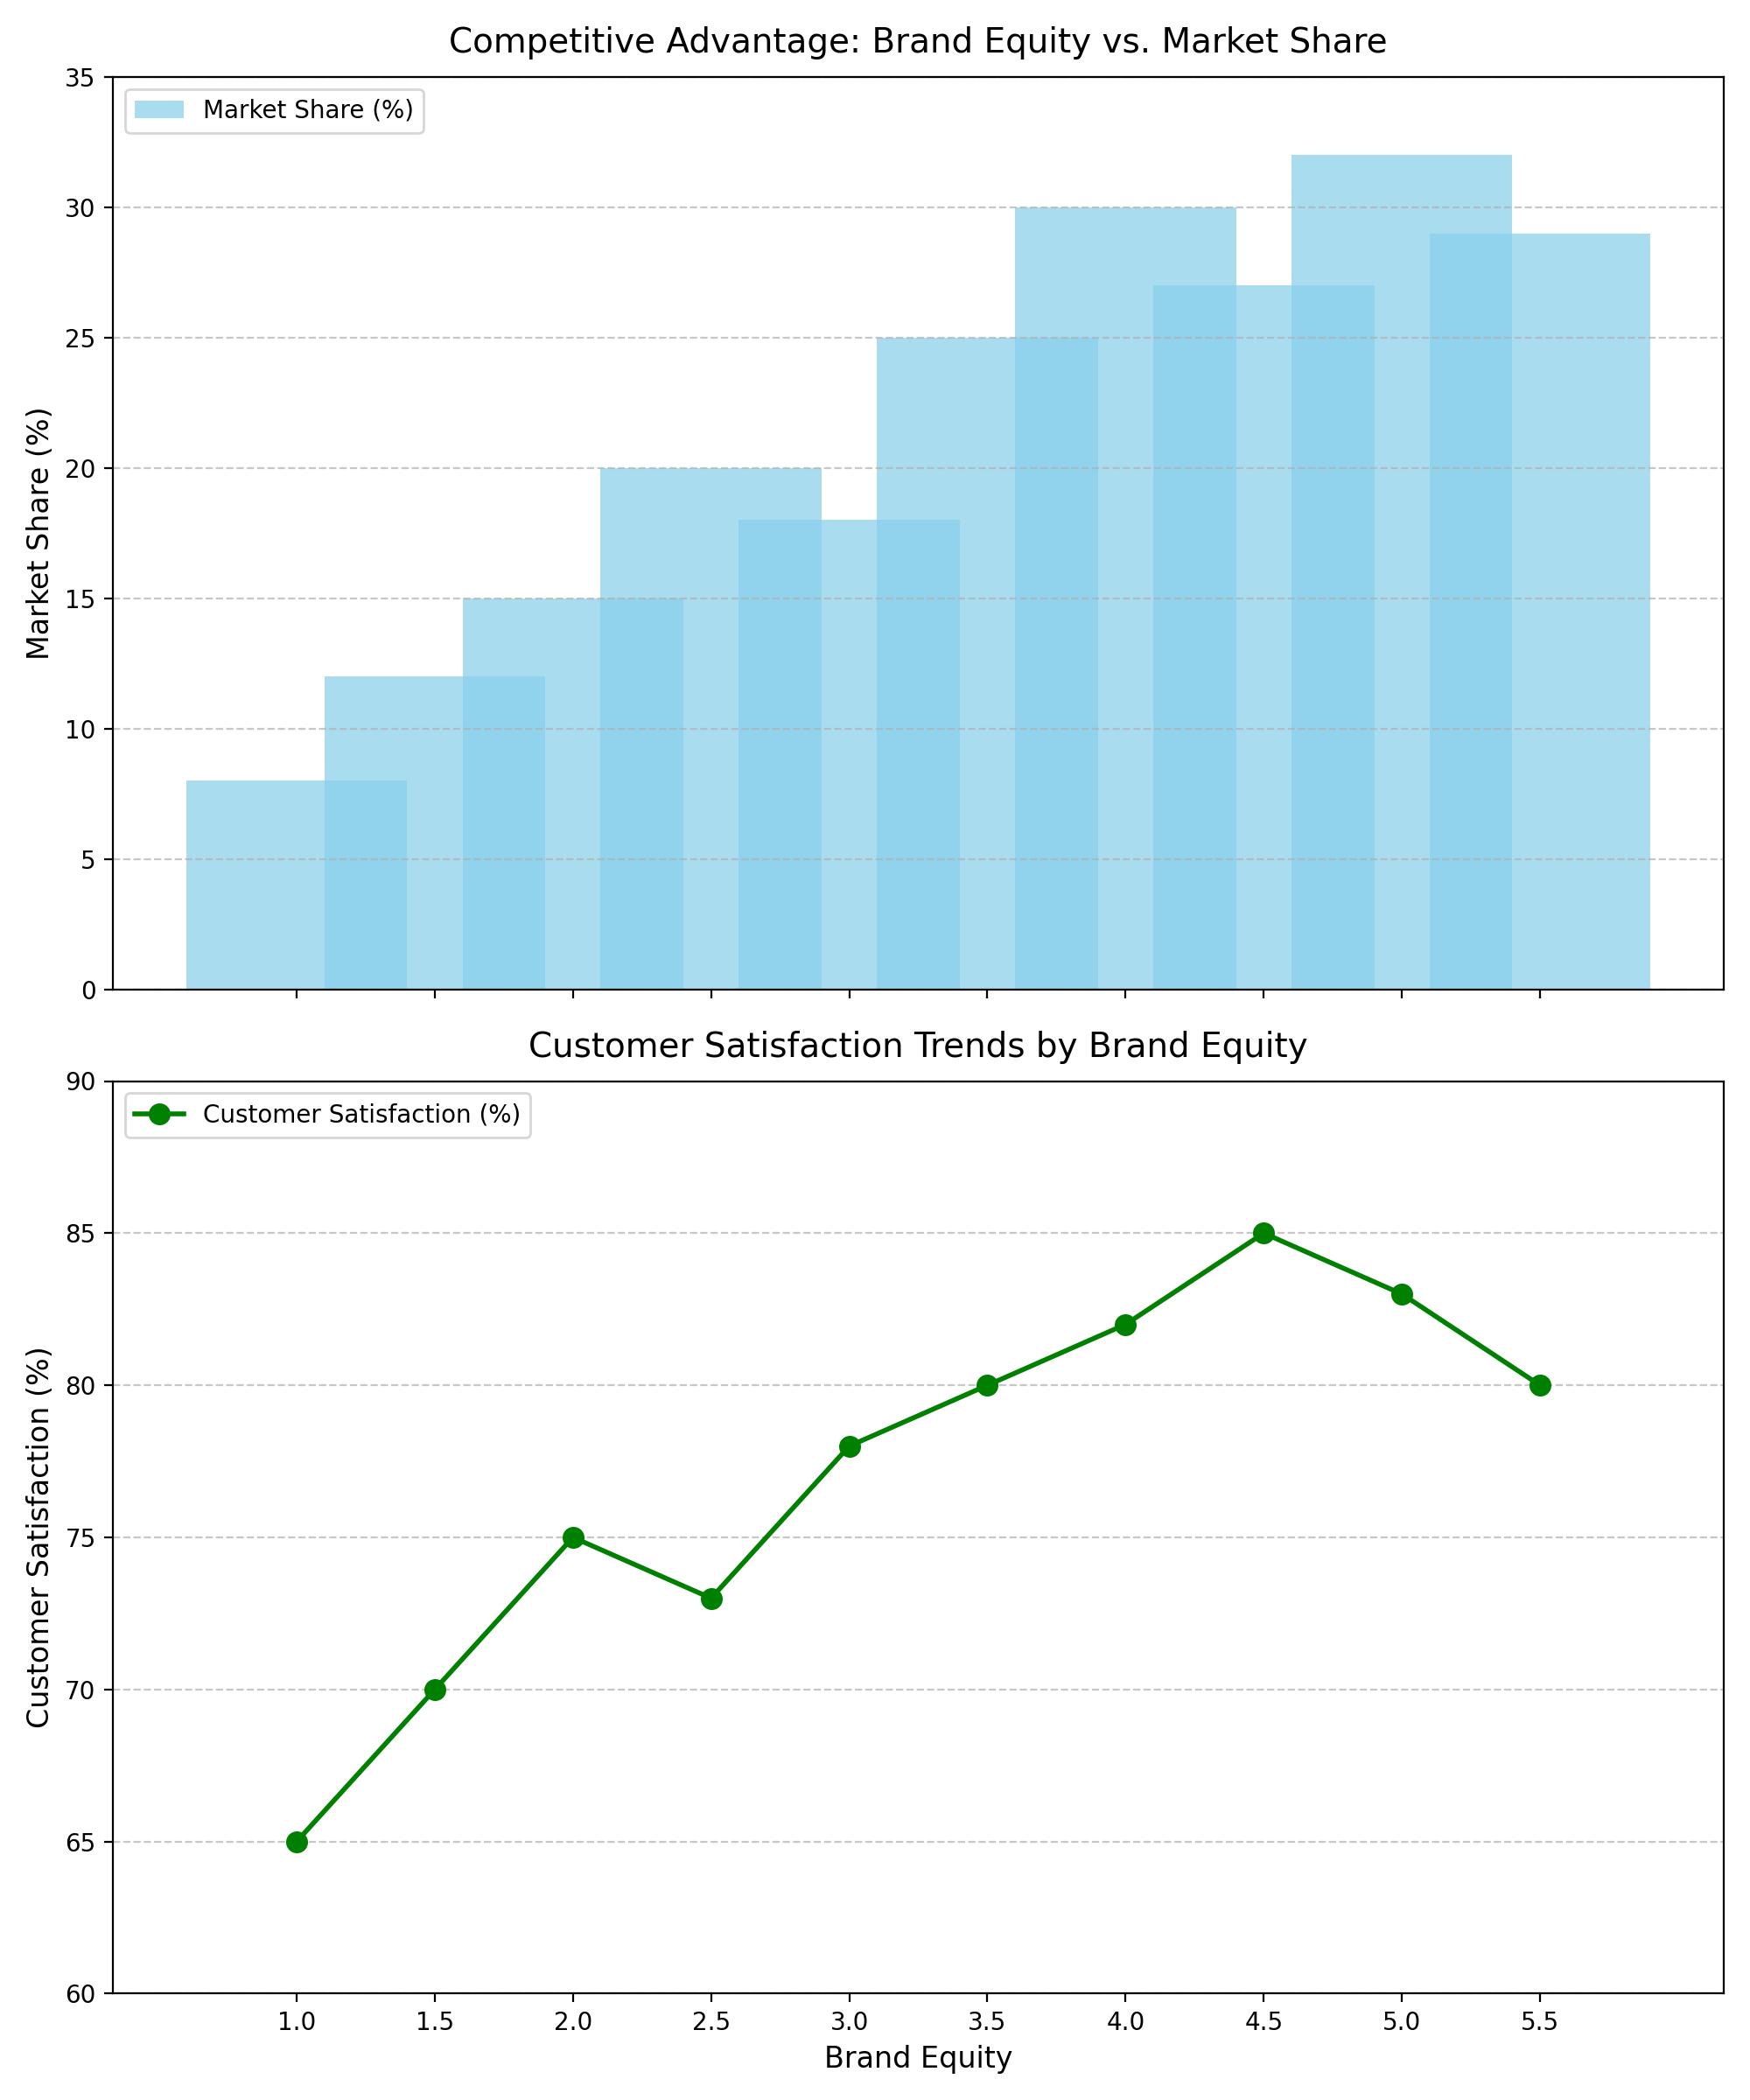 Competitive Advantage: Brand Equity vs. Market Share
Market Share (%)
Market Share (%)
35
30
25
20
15
10
5
0
Customer Satisfaction Trends by Brand Equity
Customer Satisfaction (%)
Customer Satisfaction (%)
90
85
80
75
70
65
60
1.0 1.5 2.0 2.5 3.0 3.5 4.0 4.5 5.0 5.5
Brand Equity